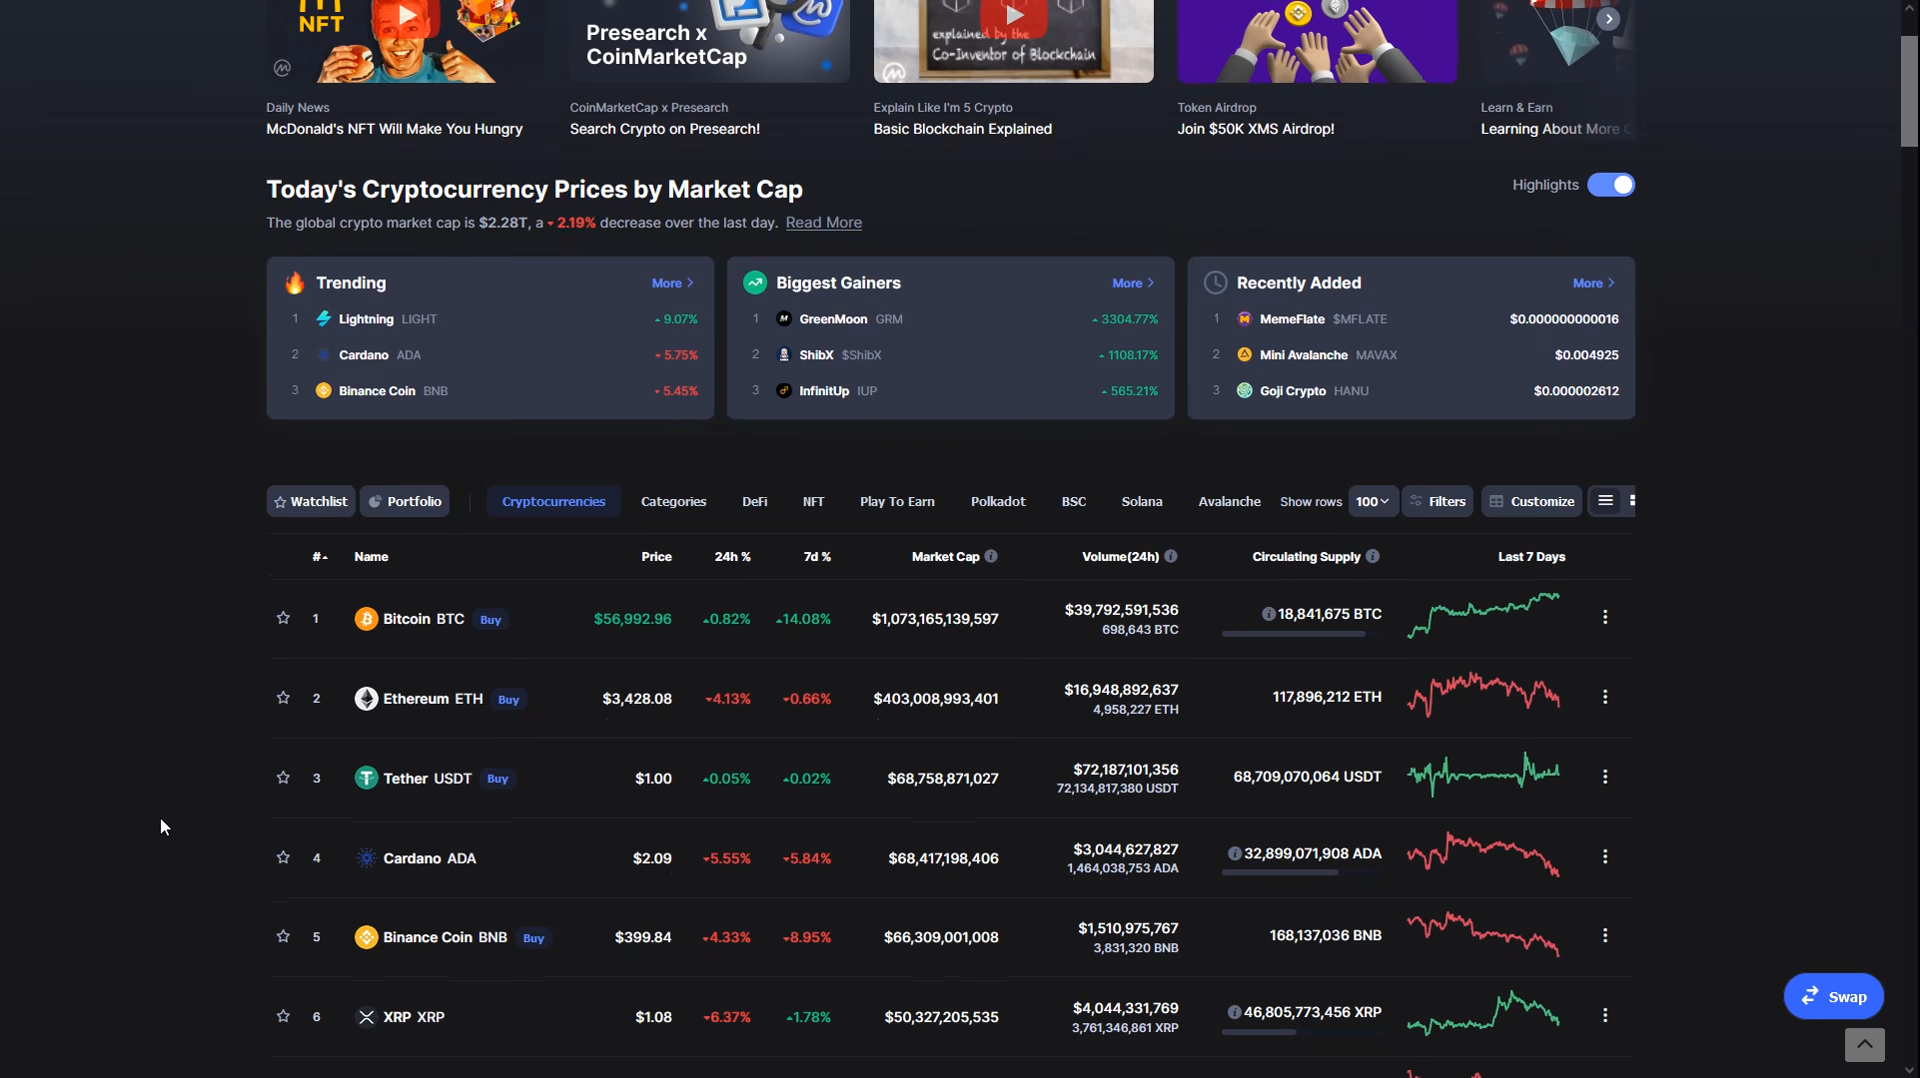 NFT
Presearch x
CoinMarketCap
explained by the
Co-Inventor of Blockchain
Daily News
McDonald's NFT Will Make You Hungry
CoinMarketCap x Presearch
Search Crypto on Presearch!
Explain Like I'm 5 Crypto
Basic Blockchain Explained
Token Airdrop
Join $50K XMS Airdrop!
Learn & Earn
Learning About More
Today's Cryptocurrency Prices by Market Cap
Highlights
The global crypto market cap is $2.28T, a 2.19% decrease over the last day. Read More
Trending More
1 Lightning LIGHT 9.07%
2 Cardano ADA 5.75%
3 Binance Coin BNB 5.45%
Biggest Gainers More
1 GreenMoon GRM 3304.77%
2 ShibX $ShibX 1108.17%
3 InfinitUp IUP 565.21%
Recently Added More
1 MemeFlate $MFLATE $0.000000000016
2 Mini Avalanche MAVAX $0.004925
3 Goji Crypto HANU $0.000002612
Watchlist Portfolio Cryptocurrencies Categories DeFi NFT Play To Earn Polkadot BSC Solana Avalanche Show rows 100 Filters Customize
# Name Price 24h % 7d % Market Cap Volume(24h) Circulating Supply Last 7 Days
1 Bitcoin BTC Buy $56,992.96 0.82% 14.08% $1,073,165,139,597 $39,792,591,536 18,841,675 BTC
698,643 BTC
2 Ethereum ETH Buy $3,428.08 4.13% 0.66% $403,008,993,401 $16,948,892,637 117,896,212 ETH
4,958,227 ETH
3 Tether USDT Buy $1.00 0.05% 0.02% $68,758,871,027 $72,187,101,356 68,709,070,064 USDT
72,134,817,380 USDT
4 Cardano ADA $2.09 5.55% 5.84% $68,417,198,406 $3,044,627,827 32,899,071,908 ADA
1,464,038,753 ADA
5 Binance Coin BNB Buy $399.84 4.33% 8.95% $66,309,001,008 $1,510,975,767 168,137,036 BNB
3,831,320 BNB
6 XRP XRP $1.08 6.37% 1.78% $50,327,205,535 $4,044,331,769 46,805,773,456 XRP
3,761,346,861 XRP
Swap